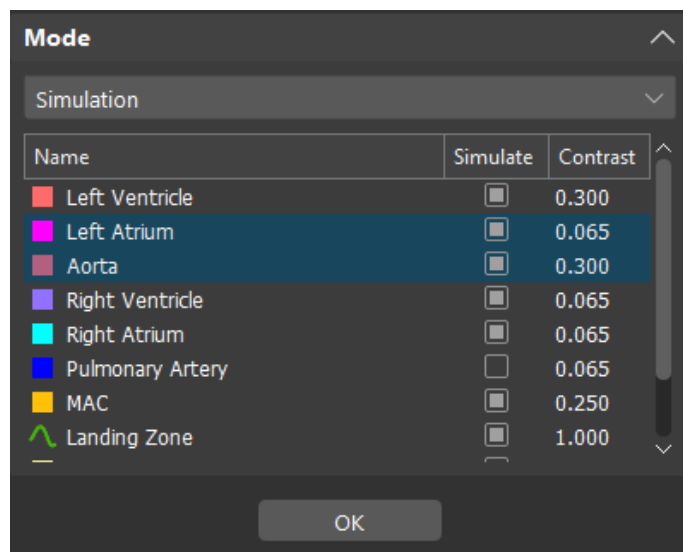 Mode
Simulation
Name Simulate Contrast
Left Ventricle 0.300
Left Atrium 0.065
Aorta 0.300
Right Ventricle 0.065
Right Atrium 0.065
Pulmonary Artery 0.065
MAC 0.250
Landing Zone 1.000
OK